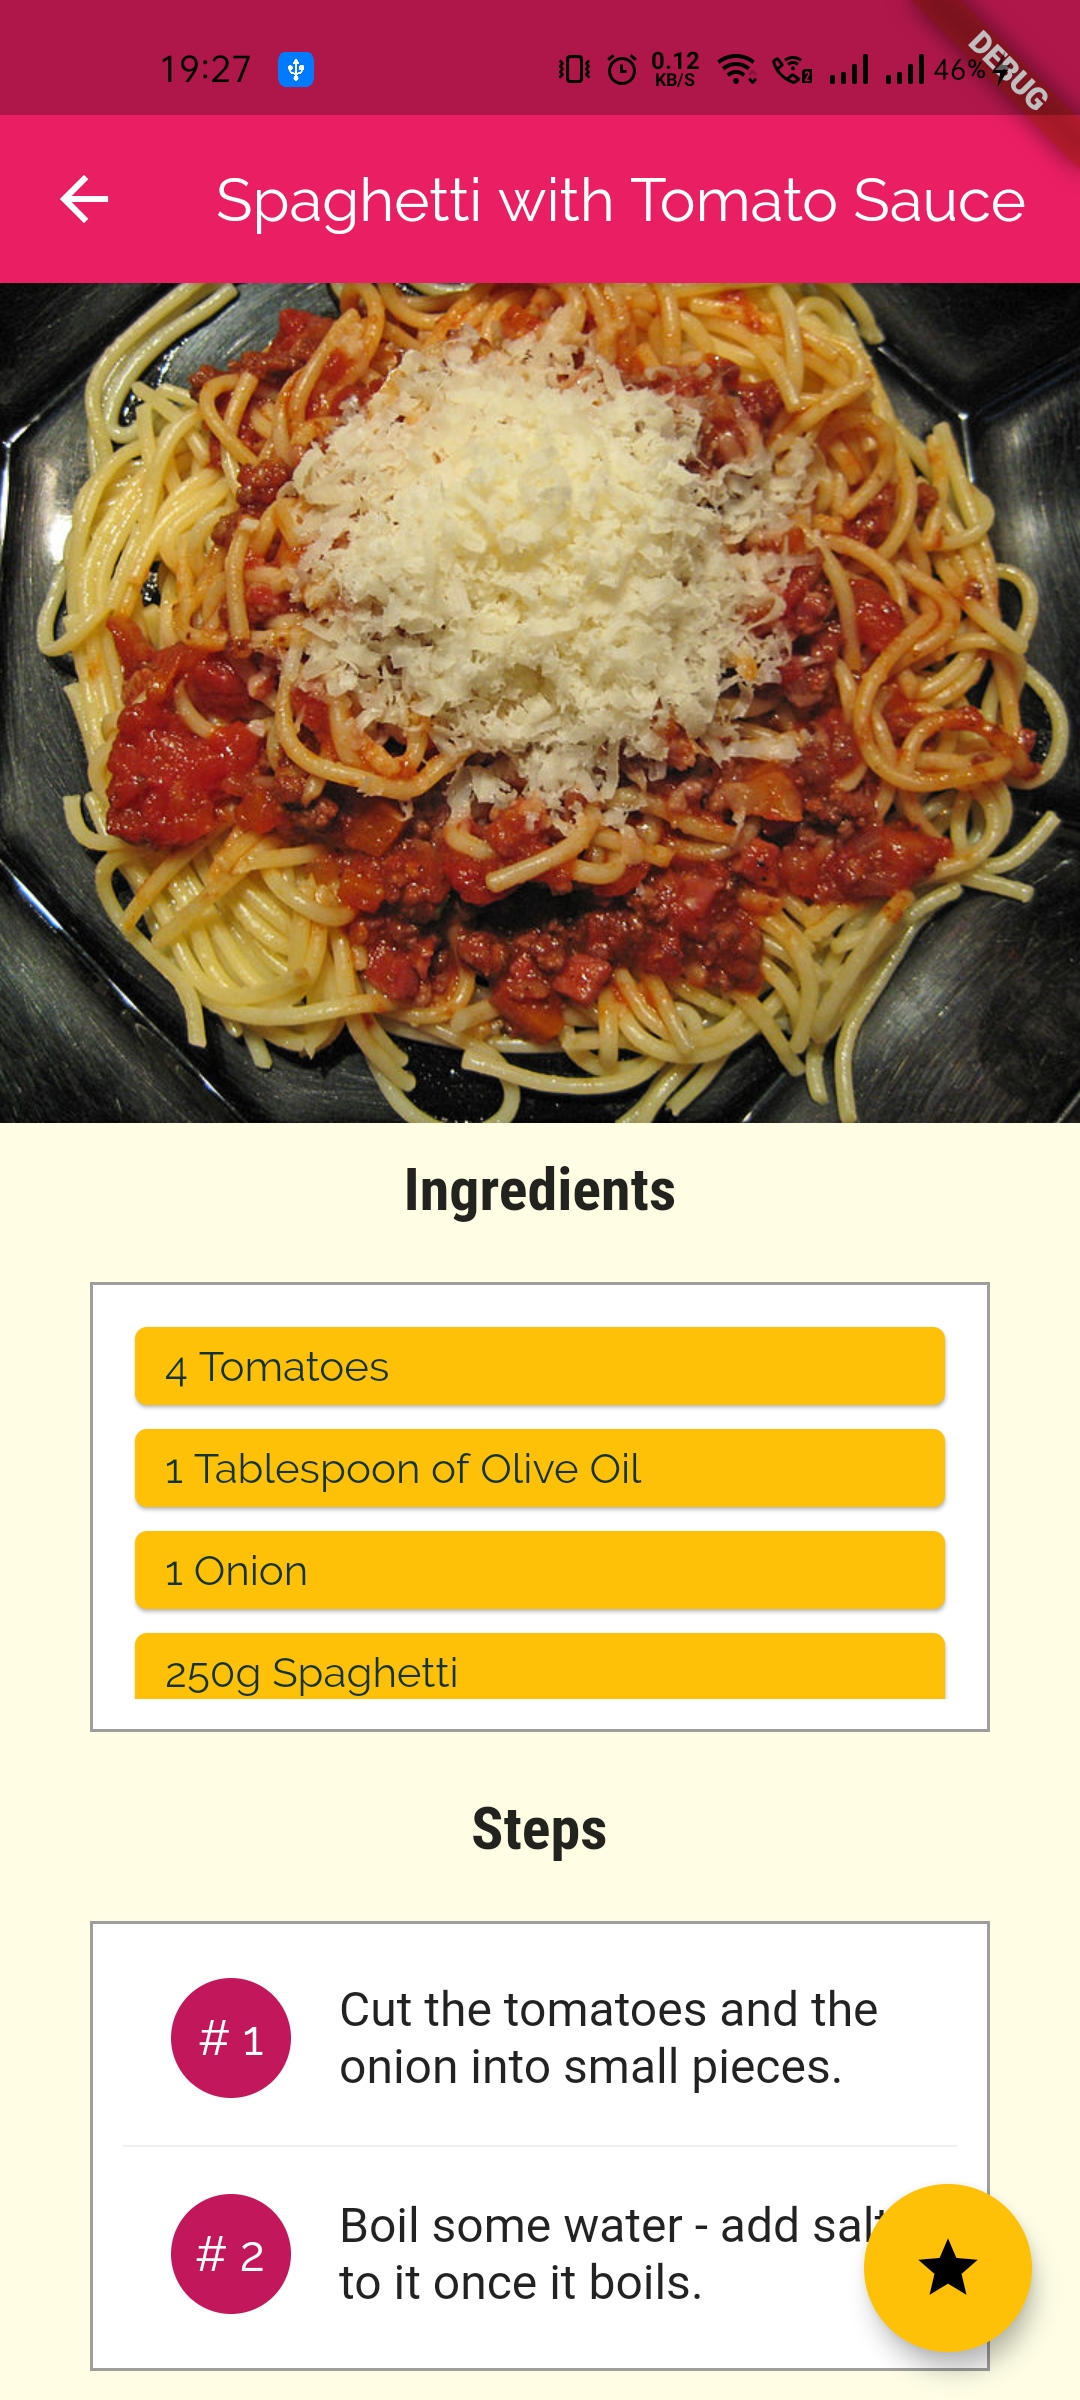 19:27
0.12
KB/S
2
46%
DEBUG
Spaghetti with Tomato Sauce
Ingredients
4 Tomatoes
1 Tablespoon of Olive Oil
1 Onion
250g Spaghetti
Steps
# 1
Cut the tomatoes and the
onion into small pieces.
# 2
Boil some water - add salt
to it once it boils.